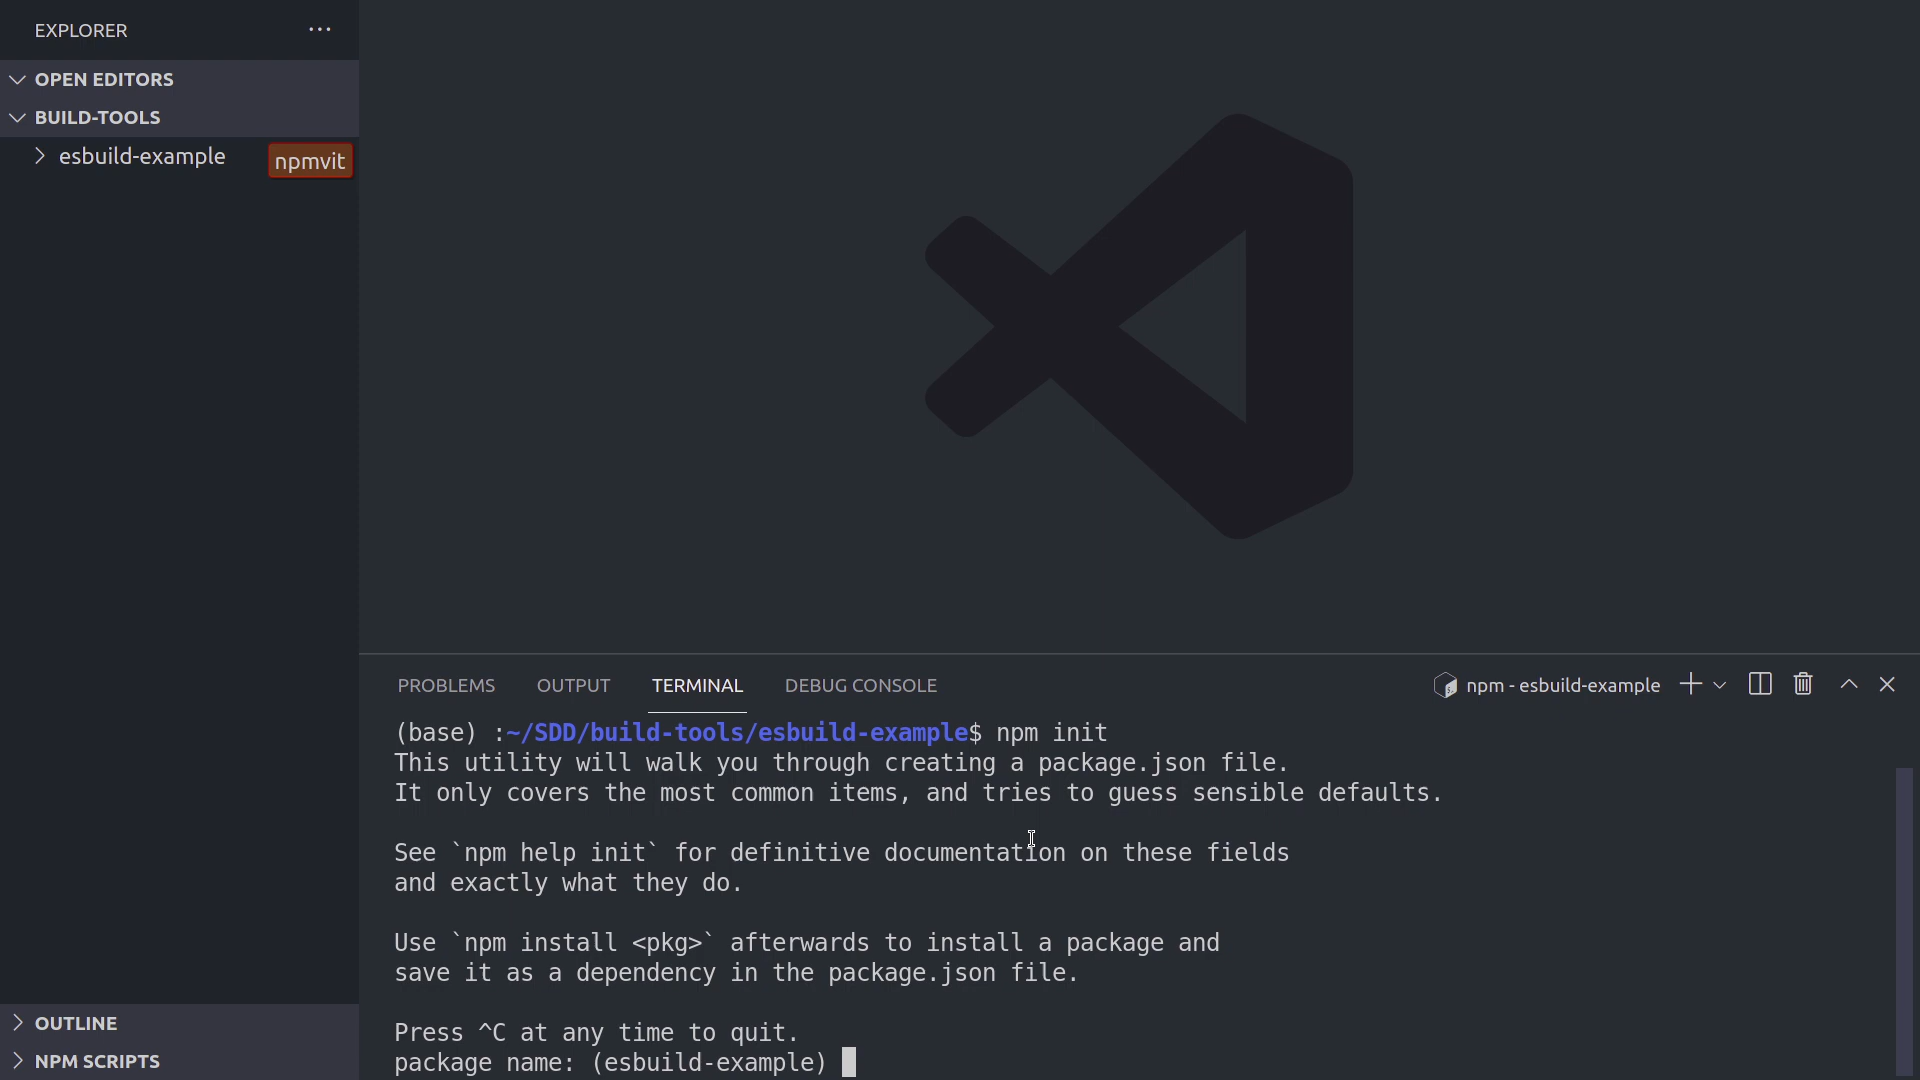 EXPLORER
OPEN EDITORS
BUILD-TOOLS
esbuild-example
npmvit
OUTLINE
NPM SCRIPTS
PROBLEMS OUTPUT TERMINAL DEBUG CONSOLE npm - esbuild-example
(base) :~/SDD/build-tools/esbuild-example$ npm init
This utility will walk you through creating a package.json file.
It only covers the most common items, and tries to guess sensible defaults.
See `npm help init` for definitive documentation on these fields
and exactly what they do.
Use `npm install <pkg>` afterwards to install a package and
save it as a dependency in the package.json file.
Press ^C at any time to quit.
package name: (esbuild-example)